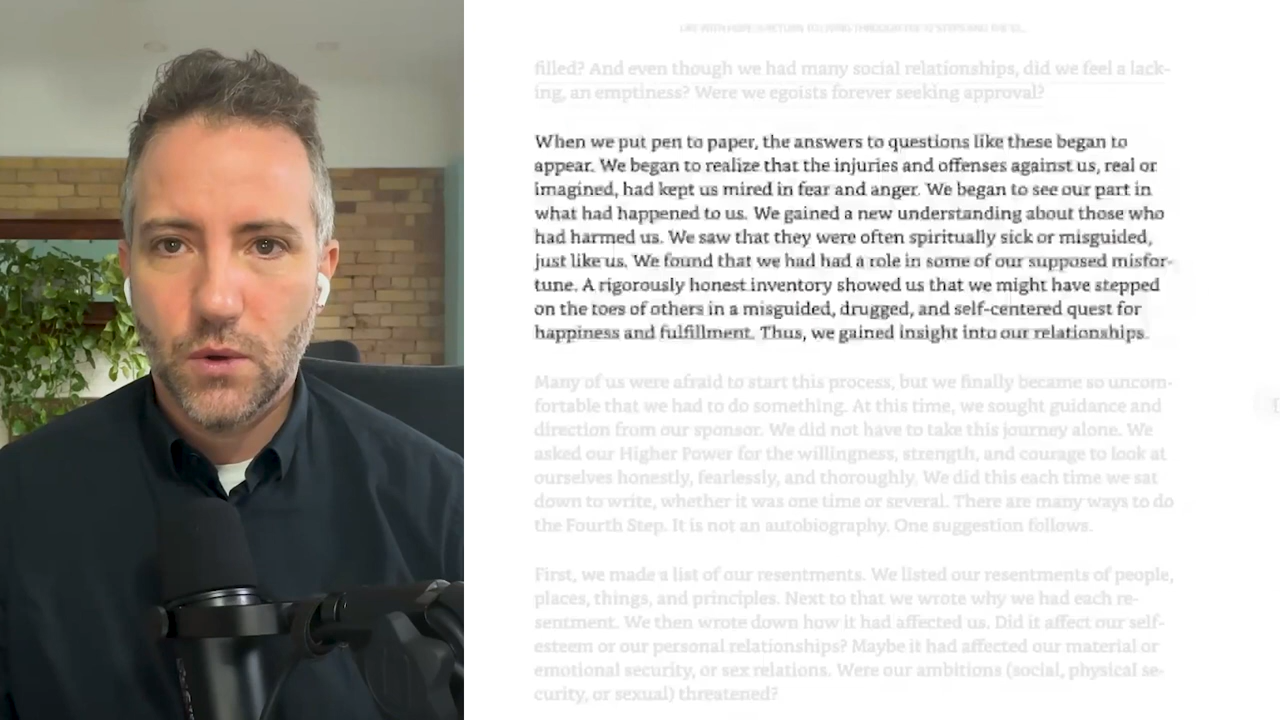 filled? And even though we had many social relationships, did we feel a lack-
ing, an emptiness? Were we egoists forever seeking approval?
When we put pen to paper, the answers to questions like these began to
appear. We began to realize that the injuries and offenses against us, real or
imagined, had kept us mired in fear and anger. We began to see our part in
what had happened to us. We gained a new understanding about those who
had harmed us. We saw that they were often spiritually sick or misguided,
just like us. We found that we had had a role in some of our supposed misfor-
tune. A rigorously honest inventory showed us that we might have stepped
on the toes of others in a misguided, drugged, and self-centered quest for
happiness and fulfillment. Thus, we gained insight into our relationships.
Many of us were afraid to start this process, but we finally became so uncom-
fortable that we had to do something. At this time, we sought guidance and
direction from our sponsor. We did not have to take this journey alone. We
asked our Higher Power for the willingness, strength, and courage to look at
ourselves honestly, fearlessly, and thoroughly. We did this each time we sat
down to write, whether it was one time or several. There are many ways to do
the Fourth Step. It is not an autobiography. One suggestion follows.
First, we made a list of our resentments. We listed our resentments of people,
places, things, and principles. Next to that we wrote why we had each re-
sentment. We then wrote down how it had affected us. Did it affect our self-
esteem or our personal relationships? Maybe it had affected our material or
emotional security, or sex relations. Were our ambitions (social, physical se-
curity, or sexual) threatened?